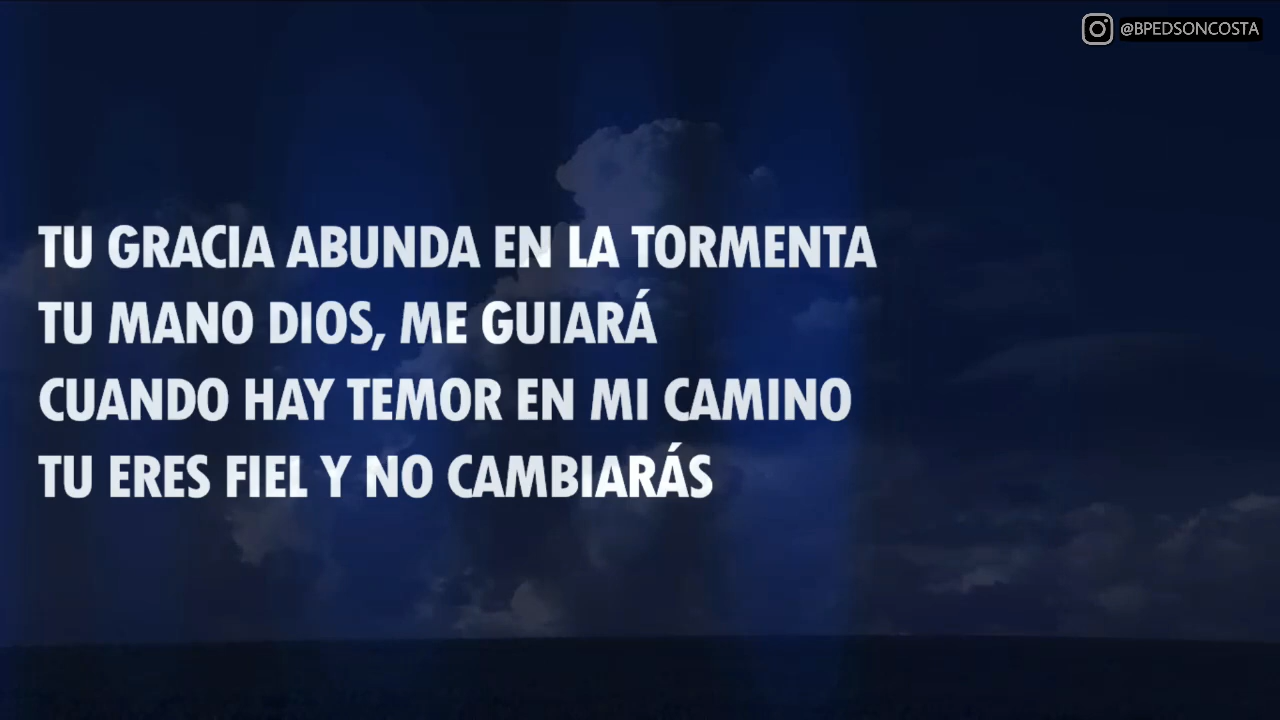 @BPEDSONCOSTA
TU GRACIA ABUNDA EN LA TORMENTA
TU MANO DIOS, ME GUIARÁ
CUANDO HAY TEMOR EN MI CAMINO
TU ERES FIEL Y NO CAMBIARÁS